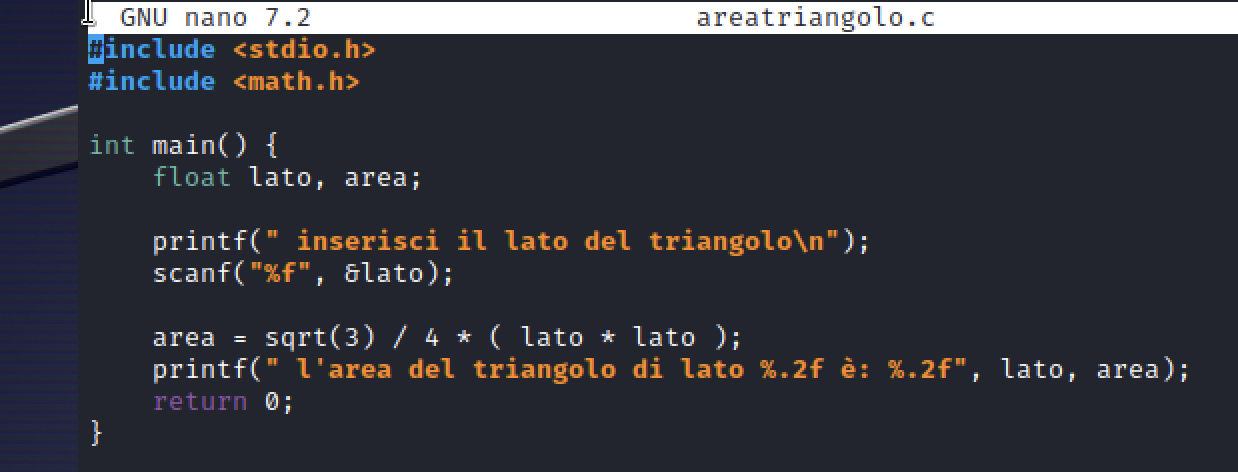 GNU nano 7.2 areatriangolo.c
#include <stdio.h>
#include <math.h>
int main() {
float lato, area;
printf(" inserisci il lato del triangolo\n");
scanf("%f", &lato);
area = sqrt(3) / 4 * ( lato * lato );
printf(" l'area del triangolo di lato %.2f è: %.2f", lato, area);
return 0;
}